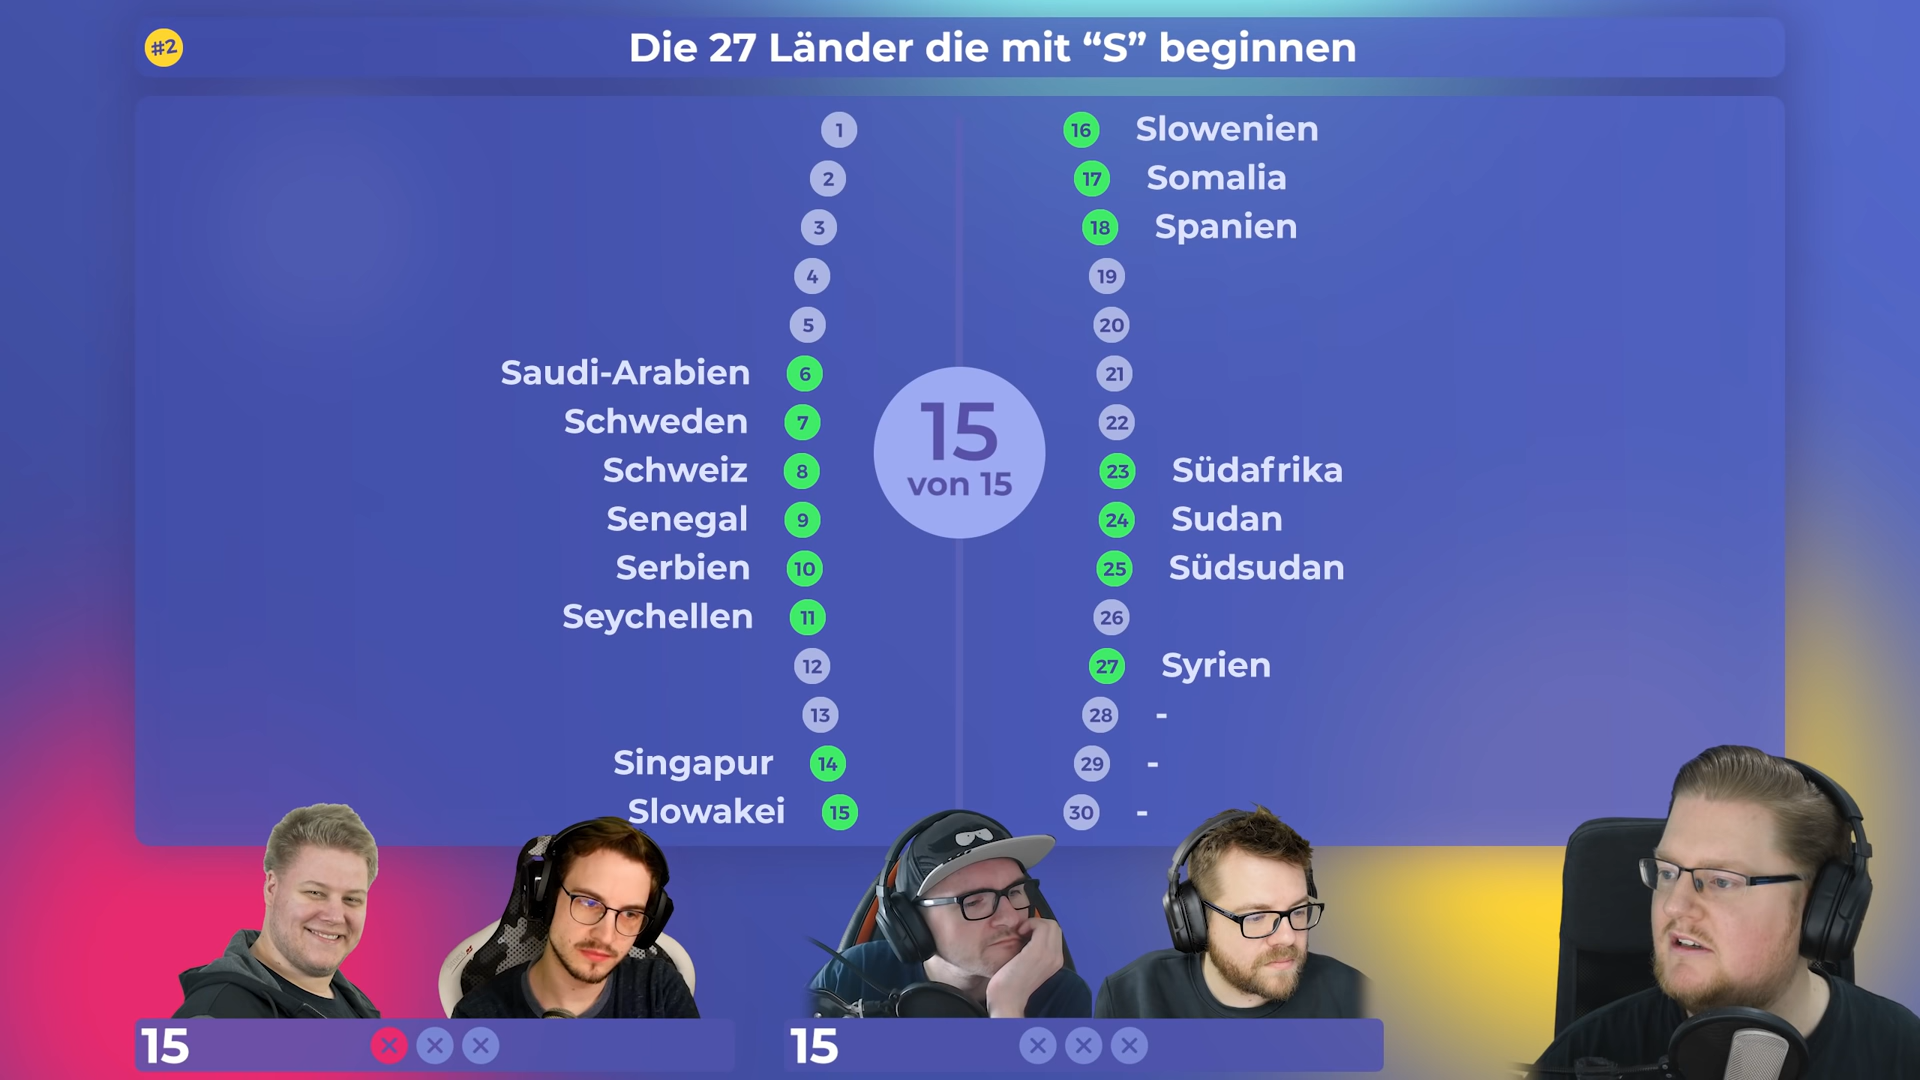 #2
Die 27 Länder die mit “S” beginnen
1
2
3
4
5
Saudi-Arabien 6
Schweden 7
Schweiz 8
Senegal 9
Serbien 10
Seychellen 11
12
13
Singapur 14
Slowakei 15
15
von 15
16 Slowenien
17 Somalia
18 Spanien
19
20
21
22
23 Südafrika
24 Sudan
25 Südsudan
26
27 Syrien
28 -
29 -
30 -
15
15